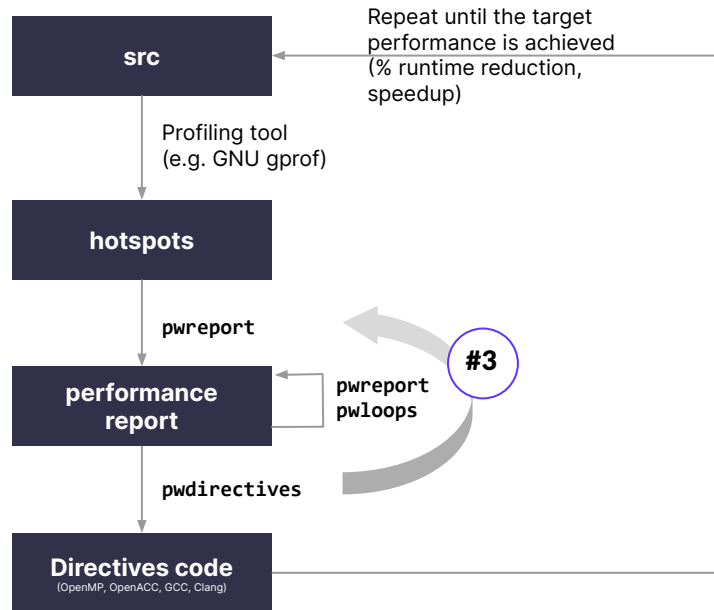 Repeat until the target
performance is achieved
(% runtime reduction,
speedup)
src
Profiling tool
(e.g. GNU gprof)
hotspots
pwreport
#3
performance
report
pwreport
pwloops
pwdirectives
Directives code
(OpenMP, OpenACC, GCC, Clang)